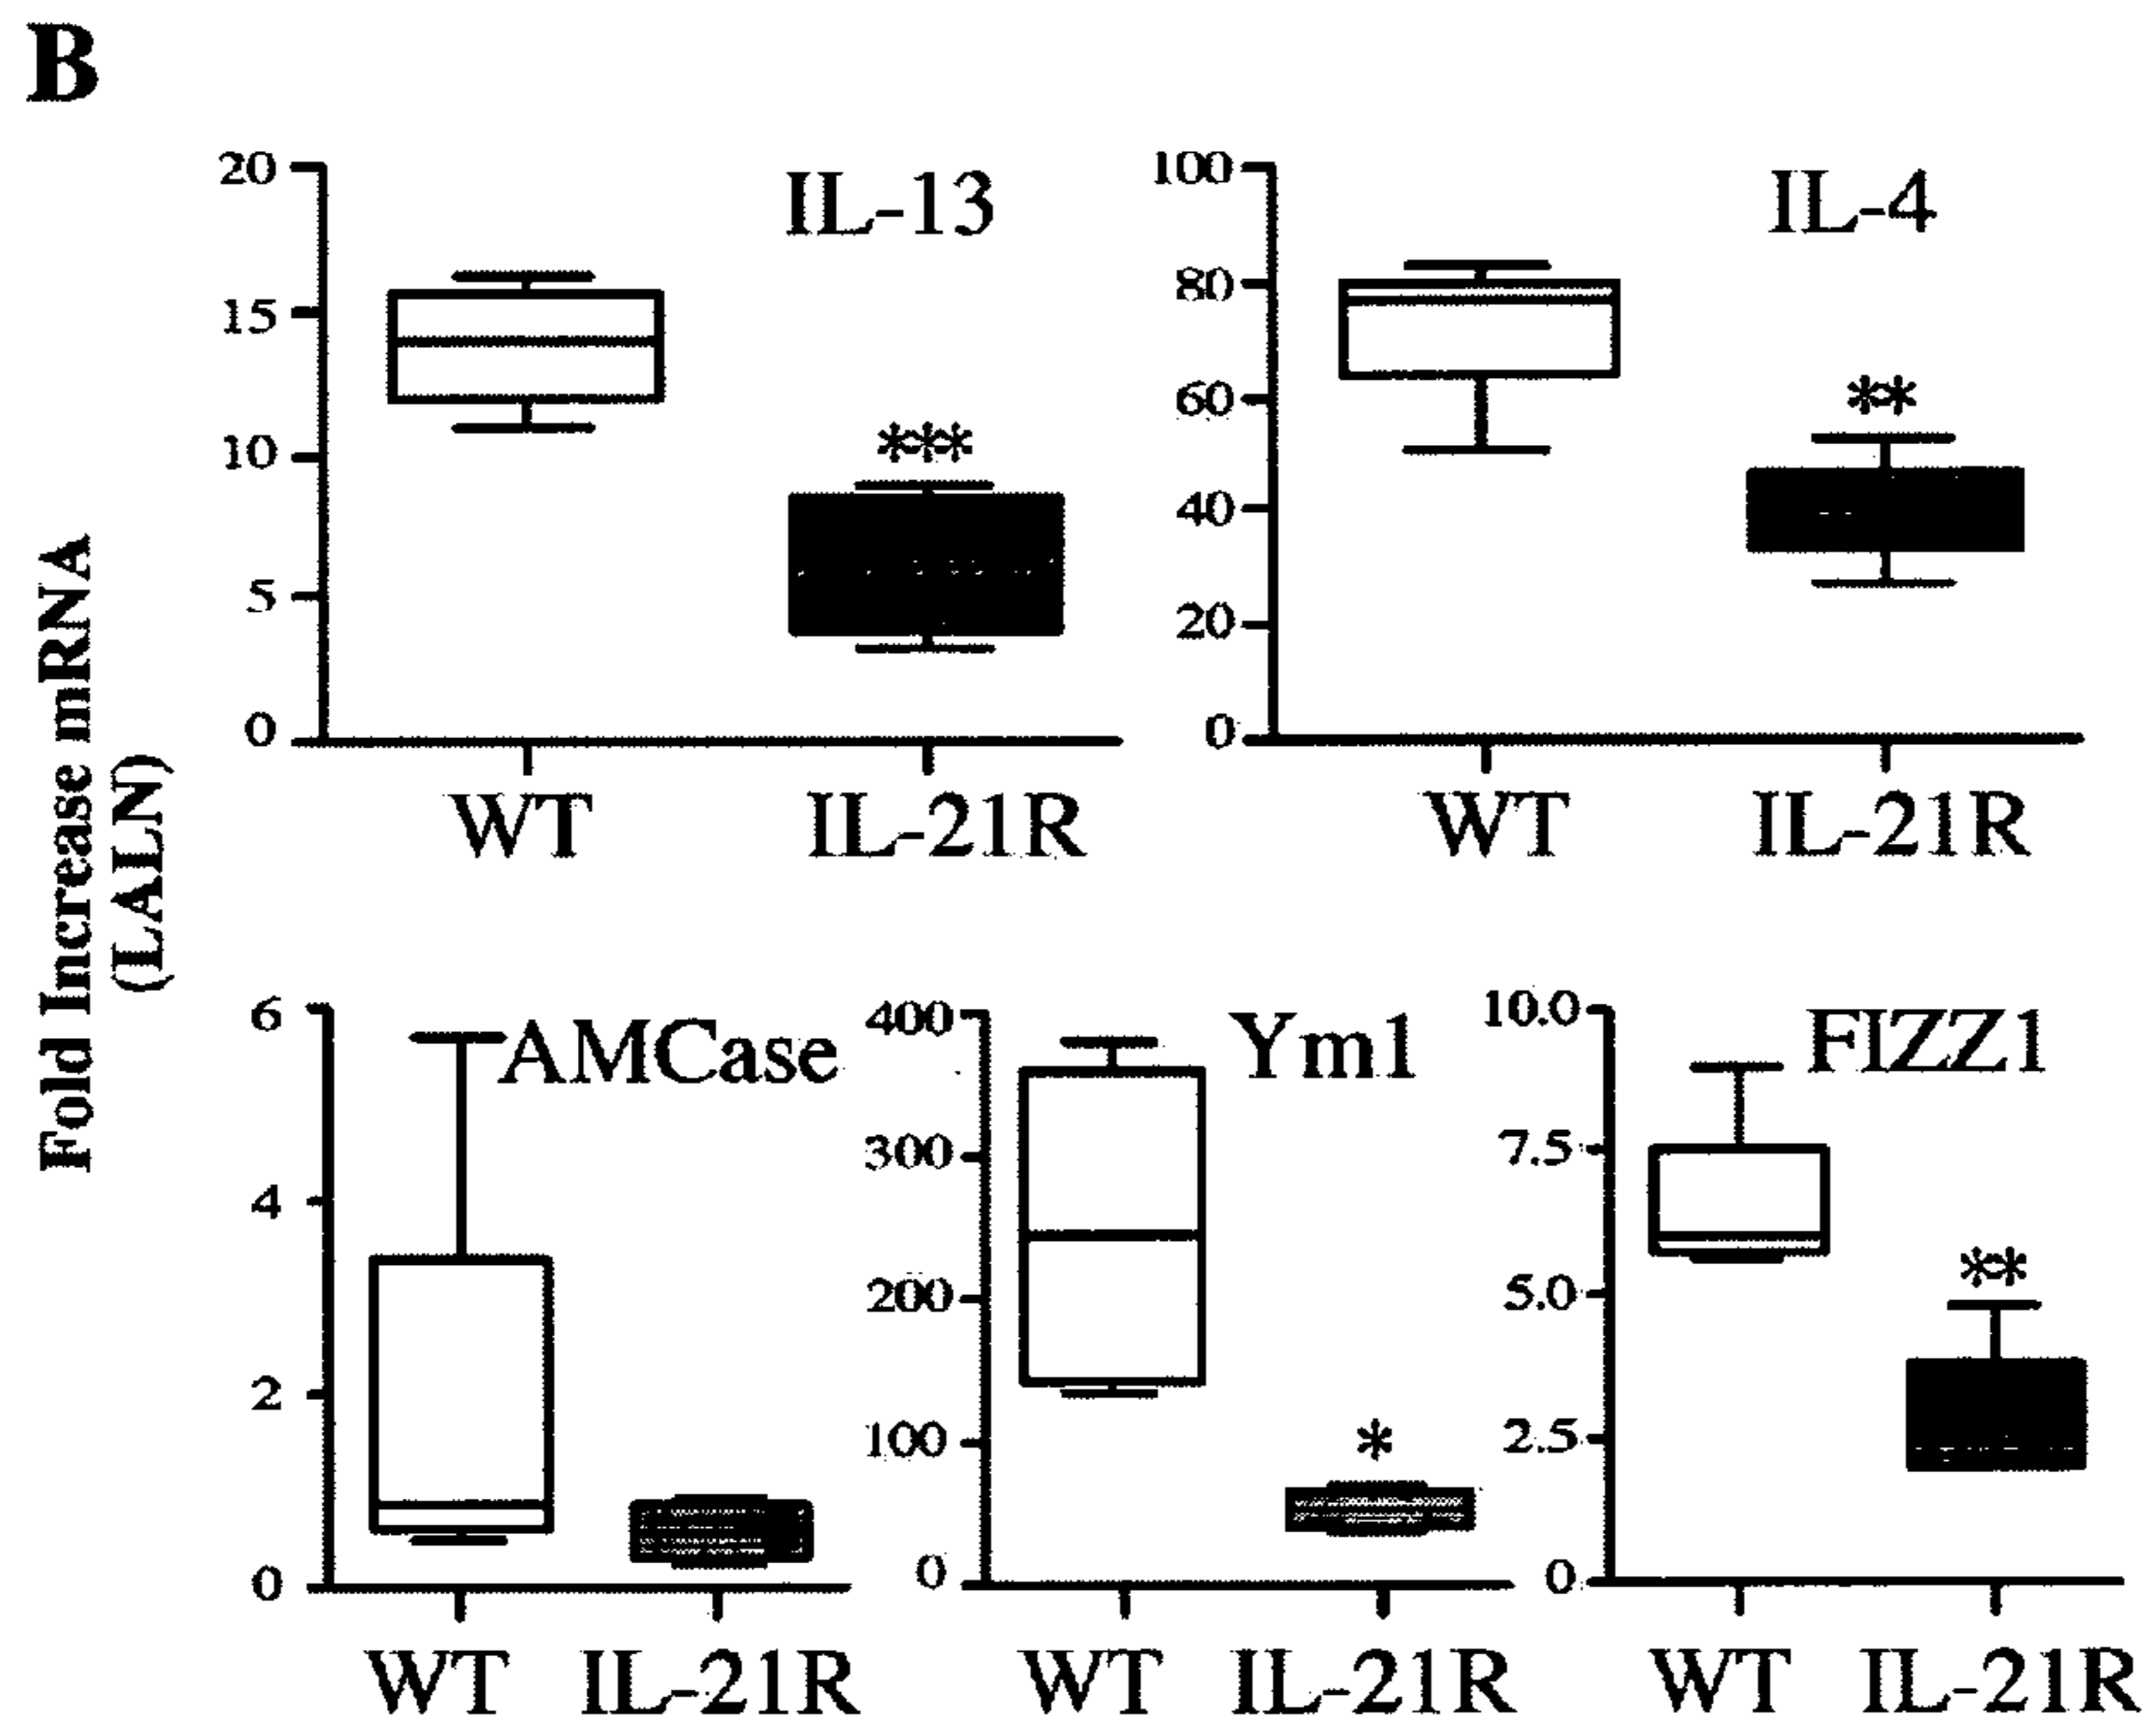 B
Fold Increase mRNA
(LALN)
20
15
10
5
0
IL-13
***
WT
IL-21R
100
80
60
40
20
0
IL-4
**
WT
IL-21R
6
4
2
0
AMCase
WT
IL-21R
400
300
200
100
0
Ym1
*
WT
IL-21R
10.0
7.5
5.0
2.5
0
FIZZ1
**
WT
IL-21R